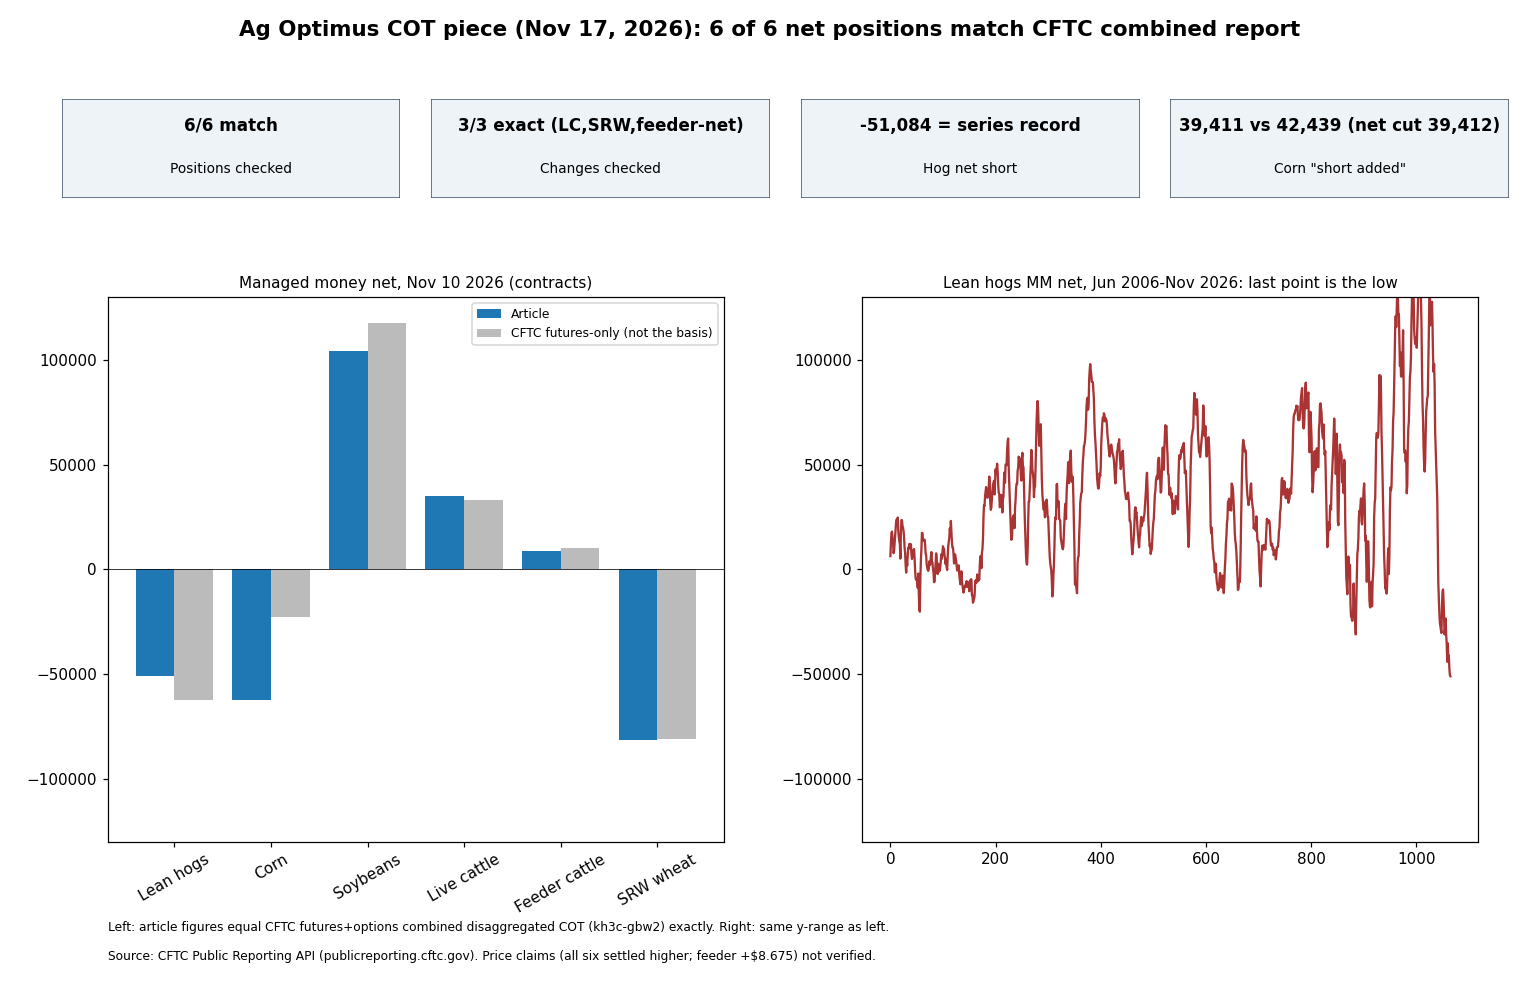 Ag Optimus COT piece (Nov 17, 2026): 6 of 6 net positions match CFTC combined report
6/6 match
Positions checked
3/3 exact (LC,SRW,feeder-net)
Changes checked
-51,084 = series record
Hog net short
39,411 vs 42,439 (net cut 39,412)
Corn "short added"
Managed money net, Nov 10 2026 (contracts)
Article
CFTC futures-only (not the basis)
100000
50000
0
−50000
−100000
Lean hogs
Corn
Soybeans
Live cattle
Feeder cattle
SRW wheat
Lean hogs MM net, Jun 2006-Nov 2026: last point is the low
100000
50000
0
−50000
−100000
0
200
400
600
800
1000
Left: article figures equal CFTC futures+options combined disaggregated COT (kh3c-gbw2) exactly. Right: same y-range as left.
Source: CFTC Public Reporting API (publicreporting.cftc.gov). Price claims (all six settled higher; feeder +$8.675) not verified.